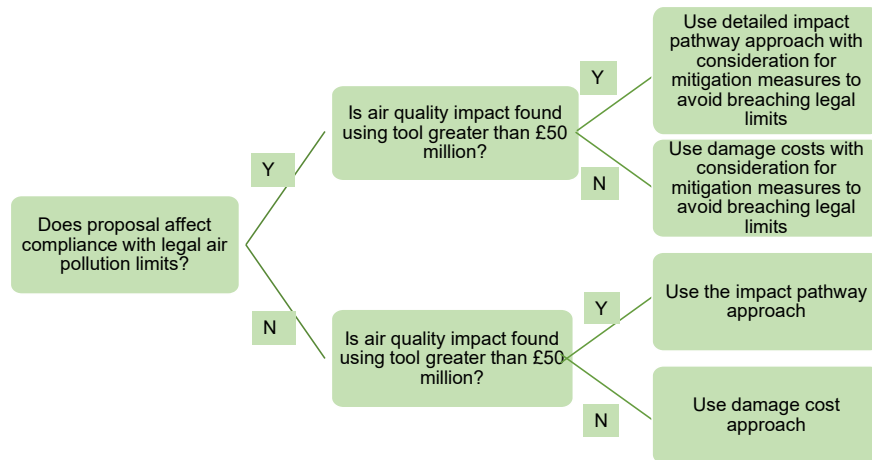 Does proposal affect
compliance with legal air
pollution limits?
Y
N
Is air quality impact found
using tool greater than £50
million?
Y
N
Use detailed impact
pathway approach with
consideration for
mitigation measures to
avoid breaching legal
limits
Use damage costs with
consideration for
mitigation measures to
avoid breaching legal
limits
Is air quality impact found
using tool greater than £50
million?
Y
N
Use the impact pathway
approach
Use damage cost
approach